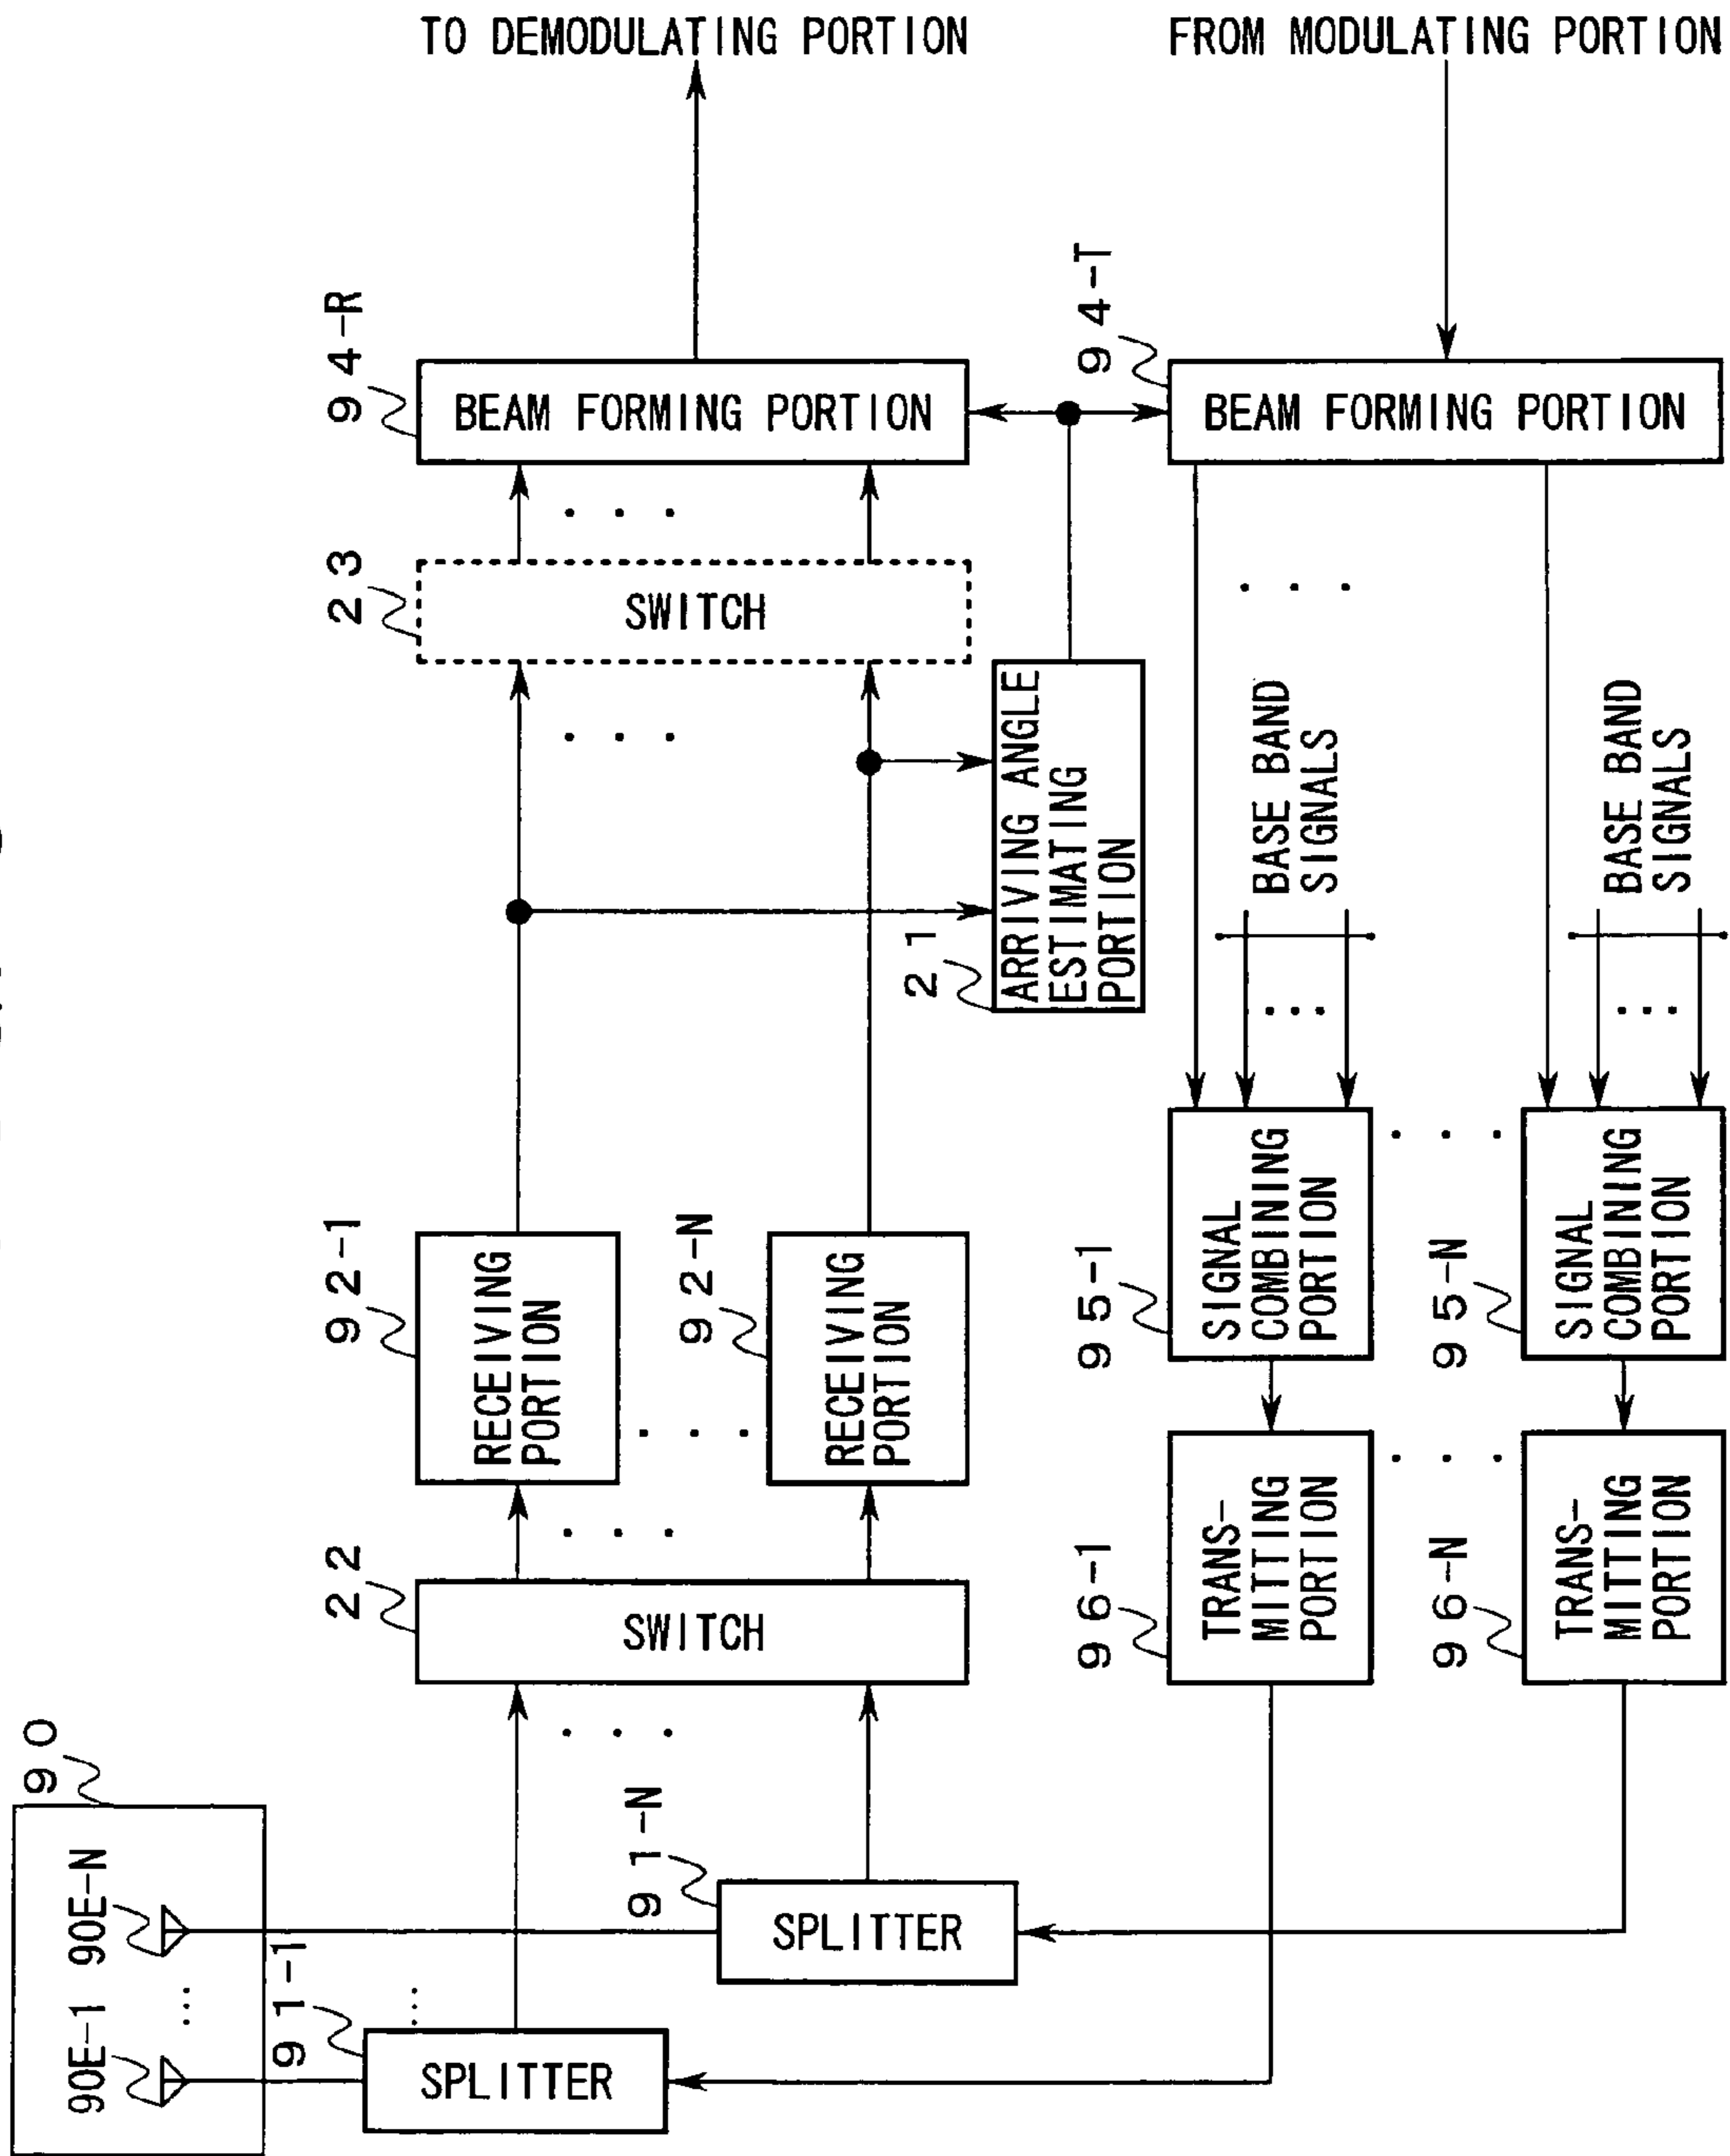 TO DEMODULATING PORTION
FROM MODULATING PORTION
94-R
BEAM FORMING PORTION
94-T
BEAM FORMING PORTION
23
SWITCH
21
ARRIVING ANGLE
ESTIMATING
PORTION
BASE BAND
SIGNALS
BASE BAND
SIGNALS
92-1
RECEIVING
PORTION
92-N
RECEIVING
PORTION
95-1
SIGNAL
COMBINING
PORTION
95-N
SIGNAL
COMBINING
PORTION
22
SWITCH
96-1
TRANS-
MITTING
PORTION
96-N
TRANS-
MITTING
PORTION
90
90E-1
90E-N
91-1
SPLITTER
91-N
SPLITTER